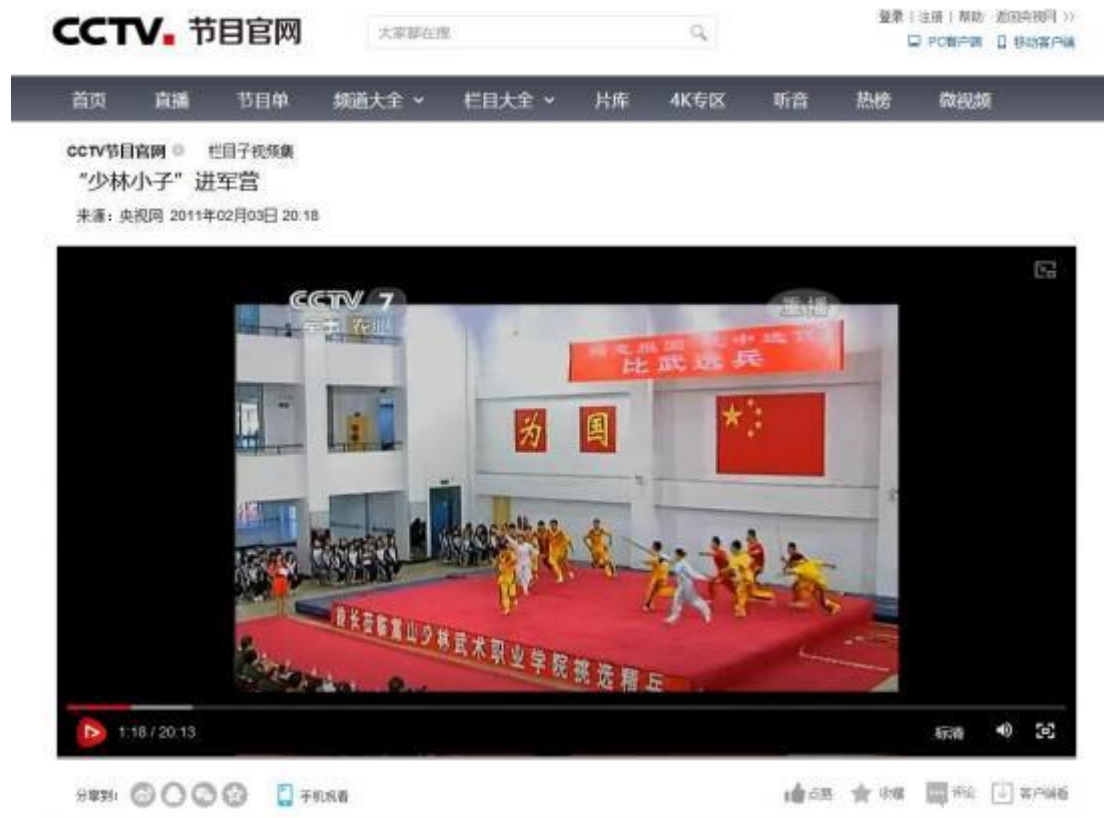 CCTV. 节目官网
大家都在搜
登录 | 注册 | 帮助 返回央视网 >>
PC客户端 移动客户端
首页 直播 节目单 频道大全 栏目大全 片库 4K专区 听音 热榜 微视频
CCTV节目官网 栏目子视频集
“少林小子”进军营
来源：央视网 2011年02月03日 20:18
CCTV 7
军事 农业
重播
比武选兵
为 国
嵩山少林武术职业学院挑选精兵
1:18 / 20:13
标清
分享到: 手机观看
点赞 收藏 评论 客户端看